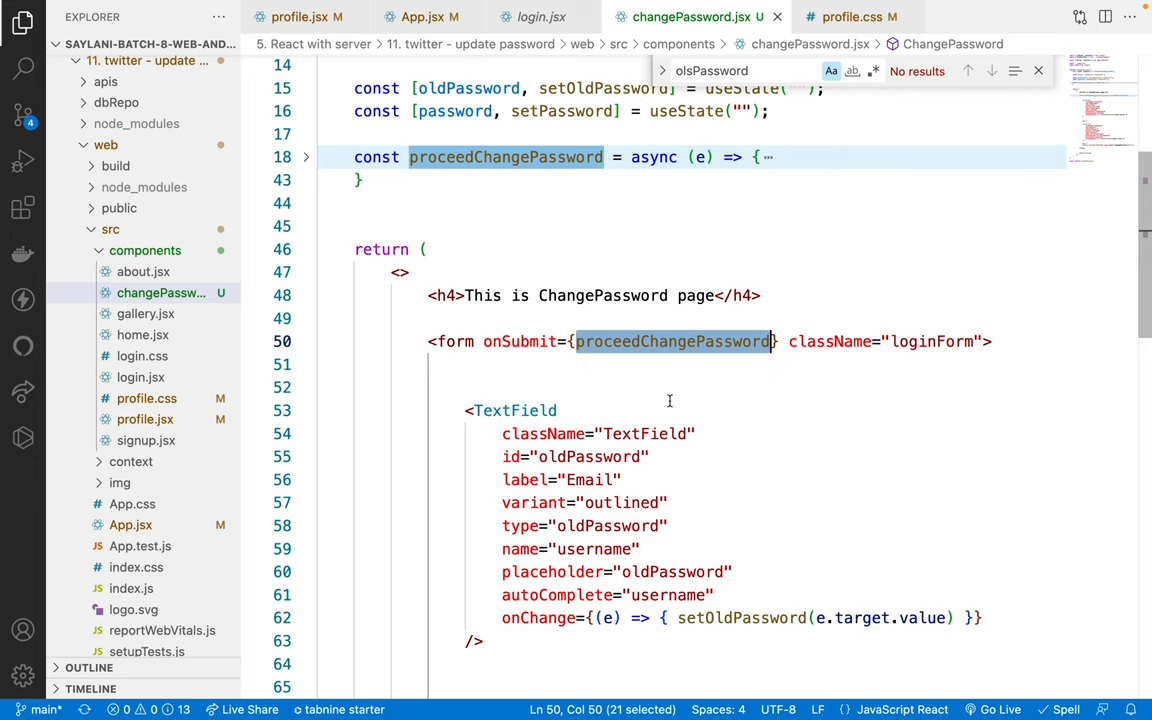 EXPLORER
profile.jsx M
App.jsx M
login.jsx
changePassword.jsx U
profile.css M
SAYLANI-BATCH-8-WEB-AND-...
5. React with server > 11. twitter - update password > web > src > components > changePassword.jsx > ChangePassword
11. twitter - update ...
apis
dbRepo
node_modules
web
build
node_modules
public
src
components
about.jsx
changePassw... U
gallery.jsx
home.jsx
login.css
login.jsx
profile.css M
profile.jsx M
signup.jsx
context
img
App.css
App.jsx M
App.test.js
index.css
index.js
logo.svg
reportWebVitals.js
setupTests.js
OUTLINE
TIMELINE
4
olsPassword
Aa
ab
No results
14
15 const [oldPassword, setOldPassword] = useState("");
16 const [password, setPassword] = useState("");
17
18 const proceedChangePassword = async (e) => {⋯
43 }
44
45
46 return (
47 <>
48 <h4>This is ChangePassword page</h4>
49
50 <form onSubmit={proceedChangePassword} className="loginForm">
51
52
53 <TextField
54 className="TextField"
55 id="oldPassword"
56 label="Email"
57 variant="outlined"
58 type="oldPassword"
59 name="username"
60 placeholder="oldPassword"
61 autoComplete="username"
62 onChange={(e) => { setOldPassword(e.target.value) }}
63 />
64
65
main*
0 0 13
Live Share
tabnine starter
Ln 50, Col 50 (21 selected)
Spaces: 4
UTF-8
LF
{} JavaScript React
Go Live
Spell